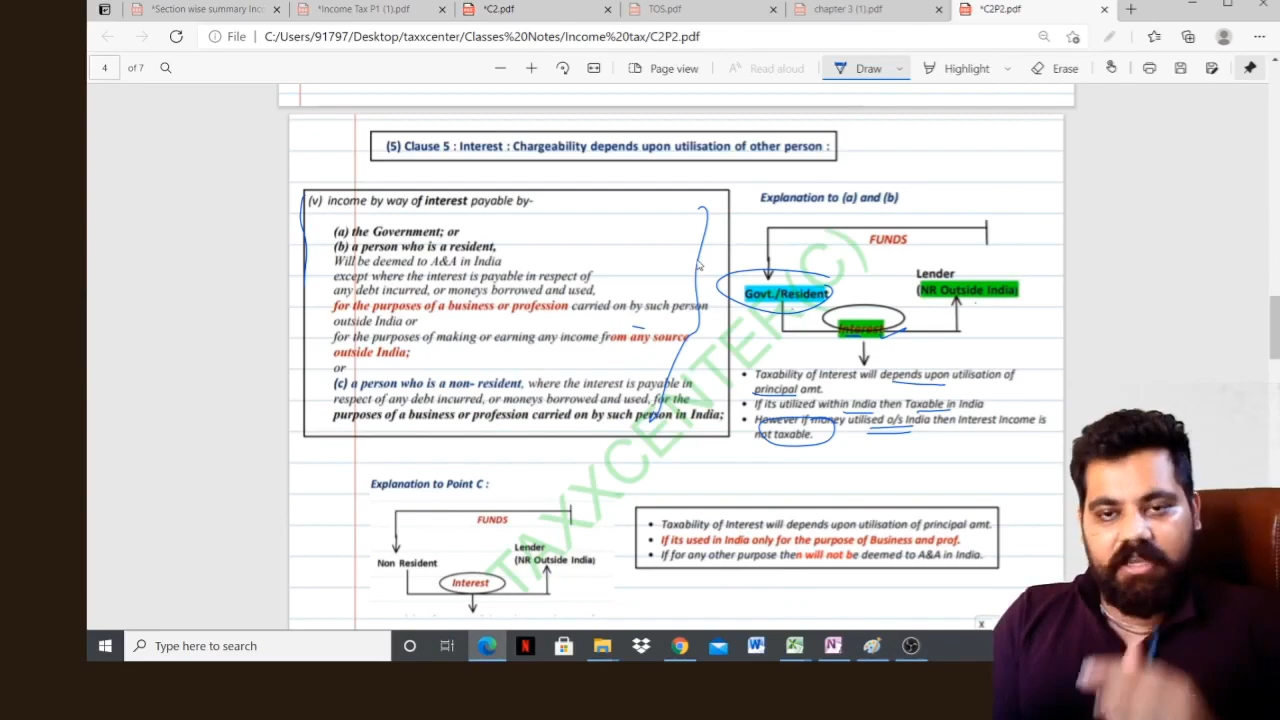 *Section wise summary Inco
*Income Tax P1 (1).pdf
*C2.pdf
TOS.pdf
chapter 3 (1).pdf
*C2P2.pdf
File
C:/Users/91797/Desktop/taxxcenter/Classes%20Notes/Income%20tax/C2P2.pdf
4 of 7
Page view
Read aloud
Draw
Highlight
Erase
(5) Clause 5 : Interest : Chargeability depends upon utilisation of other person :
(v) income by way of interest payable by-
(a) the Government; or
(b) a person who is a resident,
Will be deemed to A&A in India
except where the interest is payable in respect of
any debt incurred, or moneys borrowed and used,
for the purposes of a business or profession carried on by such person
outside India or
for the purposes of making or earning any income from any source
outside India;
or
(c) a person who is a non- resident, where the interest is payable in
respect of any debt incurred, or moneys borrowed and used, for the
purposes of a business or profession carried on by such person in India;
Explanation to (a) and (b)
FUNDS
Lender
Govt./Resident
(NR Outside India)
Interest
• Taxability of Interest will depends upon utilisation of
principal amt.
• If its utilized within India then Taxable in India
• However if money utilised o/s India then Interest Income is
not taxable.
Explanation to Point C :
FUNDS
Lender
Non Resident
(NR Outside India)
Interest
• Taxability of Interest will depends upon utilisation of principal amt.
• If its used in India only for the purpose of Business and prof.
• If for any other purpose then will not be deemed to A&A in India.
TAXXCENTER(C)
x
Type here to search